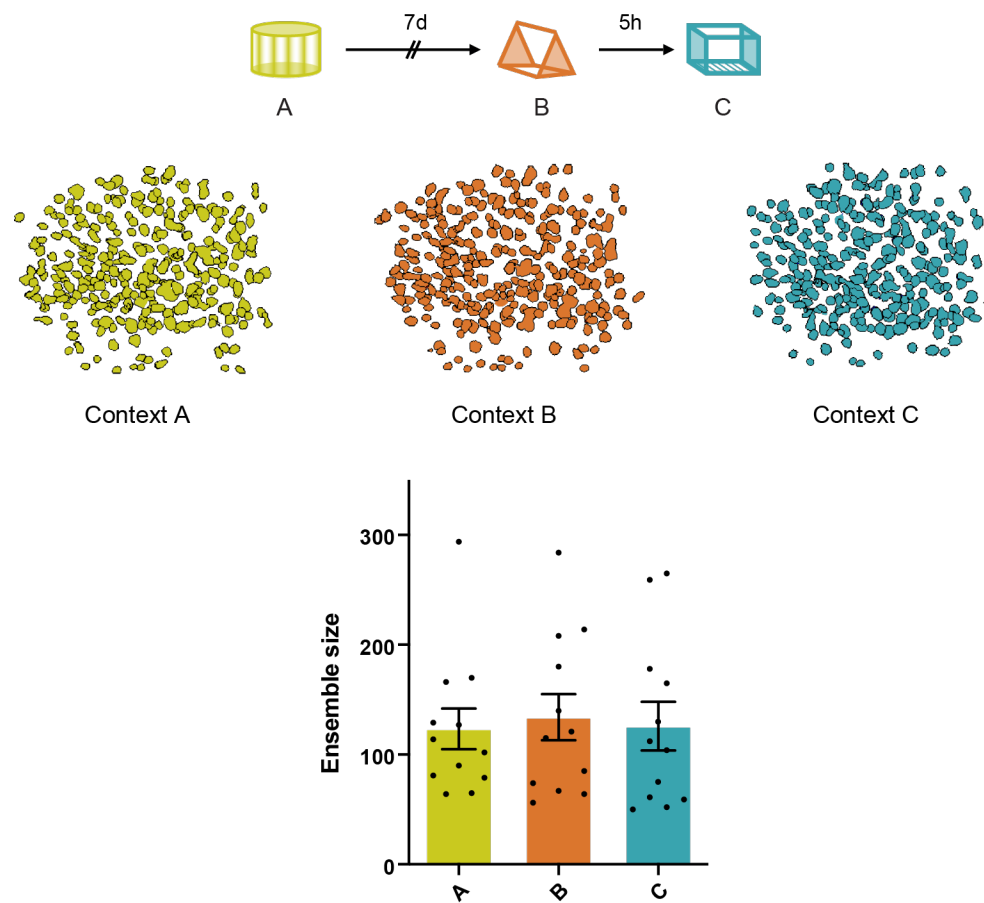 7d
5h
A
B
C
Context A
Context B
Context C
Ensemble size
300
200
100
0
A
B
C